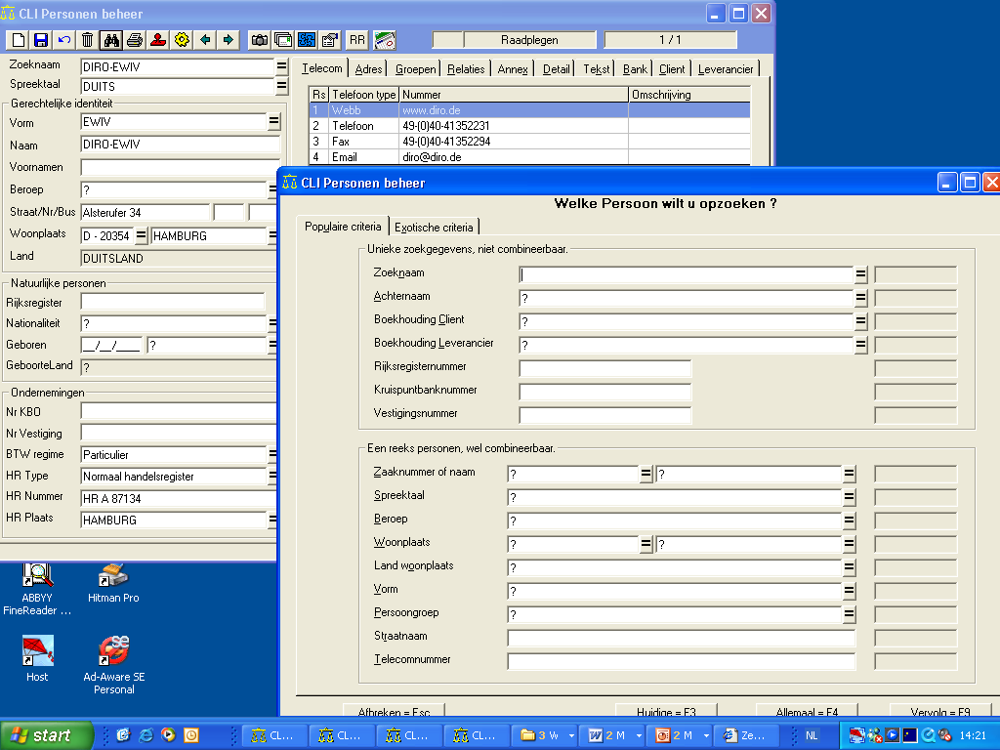 CLI Personen beheer
RR
Raadplegen
1 / 1
Zoeknaam DIRO-EWIV
Spreektaal DUITS
Gerechtelijke identiteit
Vorm EWIV
Naam DIRO-EWIV
Voornamen
Beroep ?
Straat/Nr/Bus Alsterufer 34
Woonplaats D - 20354 HAMBURG
Land DUITSLAND
Natuurlijke personen
Rijksregister
Nationaliteit ?
Geboren __/__/____ ?
GeboorteLand ?
Ondernemingen
Nr KBO
Nr Vestiging
BTW regime Particulier
HR Type Normaal handelsregister
HR Nummer HR A 87134
HR Plaats HAMBURG
Telecom Adres Groepen Relaties Annex Detail Tekst Bank Client Leverancier
Rs Telefoon type Nummer Omschrijving
1 Webb www.diro.de
2 Telefoon 49-(0)40-41352231
3 Fax 49-(0)40-41352294
4 Email diro@diro.de
CLI Personen beheer
Welke Persoon wilt u opzoeken ?
Populaire criteria Exotische criteria
Unieke zoekgegevens, niet combineerbaar.
Zoeknaam
Achternaam ?
Boekhouding Client ?
Boekhouding Leverancier ?
Rijksregisternummer
Kruispuntbanknummer
Vestigingsnummer
Een reeks personen, wel combineerbaar.
Zaaknummer of naam ? ?
Spreektaal ?
Beroep ?
Woonplaats ? ?
Land woonplaats ?
Vorm ?
Persoongroep ?
Straatnaam
Telecomnummer
Afbreken = Esc Huidige = F3 Allemaal = F4 Vervolg = F9
ABBYY
FineReader ...
Hitman Pro
Host
Ad-Aware SE
Personal
start
CL... CL... CL... CL... 3 W 2 M 2 M Ze... NL 14:21